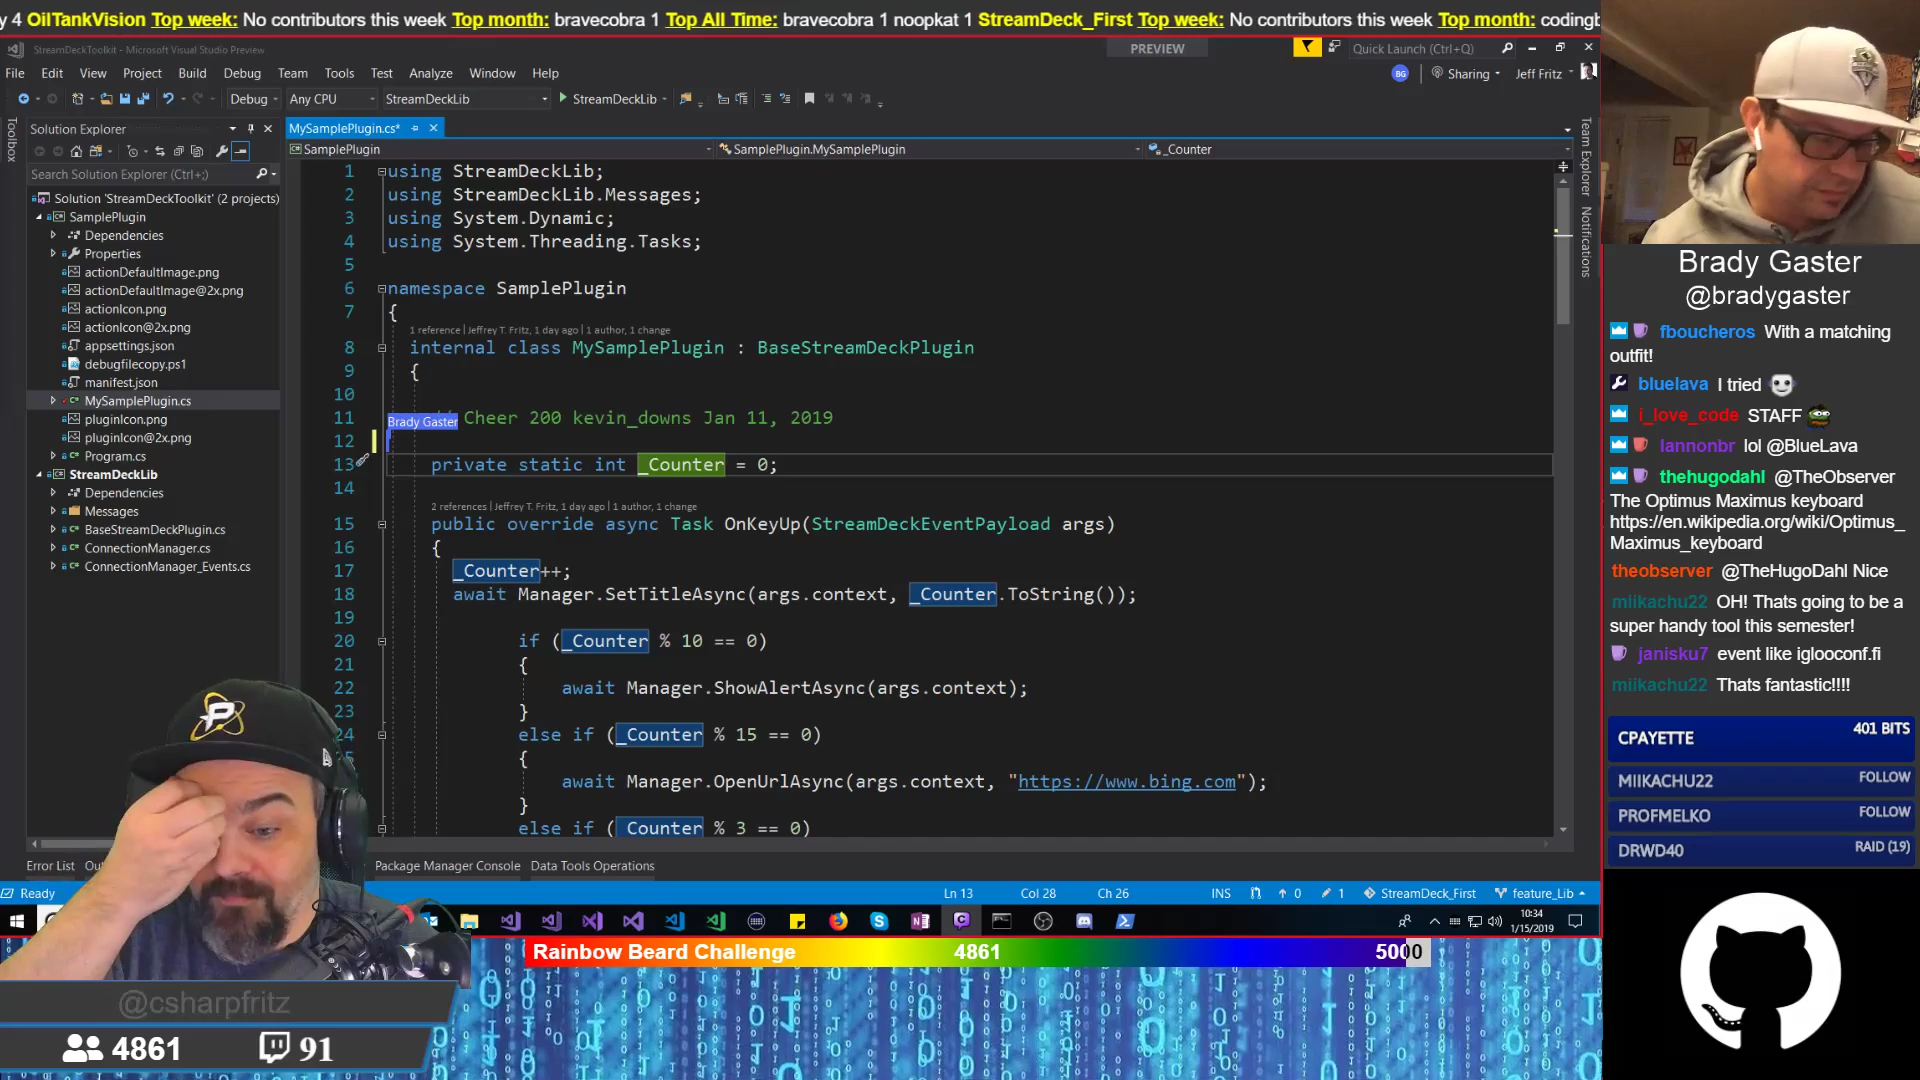 y 4 OilTankVision Top week: No contributors this week Top month: bravecobra 1 Top All Time: bravecobra 1 noopkat 1 StreamDeck_First Top week: No contributors this week Top month: codingb
StreamDeckToolkit - Microsoft Visual Studio Preview
PREVIEW
Quick Launch (Ctrl+Q)
File Edit View Project Build Debug Team Tools Test Analyze Window Help
BG Sharing Jeff Fritz
Debug Any CPU StreamDeckLib StreamDeckLib
Toolbox
Solution Explorer
Search Solution Explorer (Ctrl+;)
Solution 'StreamDeckToolkit' (2 projects)
SamplePlugin
Dependencies
Properties
actionDefaultImage.png
actionDefaultImage@2x.png
actionIcon.png
actionIcon@2x.png
appsettings.json
debugfilecopy.ps1
manifest.json
MySamplePlugin.cs
pluginIcon.png
pluginIcon@2x.png
Program.cs
StreamDeckLib
Dependencies
Messages
BaseStreamDeckPlugin.cs
ConnectionManager.cs
ConnectionManager_Events.cs
MySamplePlugin.cs*
SamplePlugin SamplePlugin.MySamplePlugin _Counter
1 using StreamDeckLib;
2 using StreamDeckLib.Messages;
3 using System.Dynamic;
4 using System.Threading.Tasks;
5
6 namespace SamplePlugin
7 {
1 reference | Jeffrey T. Fritz, 1 day ago | 1 author, 1 change
8 internal class MySamplePlugin : BaseStreamDeckPlugin
9 {
10
11 Cheer 200 kevin_downs Jan 11, 2019
Brady Gaster
12
13 private static int _Counter = 0;
14
2 references | Jeffrey T. Fritz, 1 day ago | 1 author, 1 change
15 public override async Task OnKeyUp(StreamDeckEventPayload args)
16 {
17 _Counter++;
18 await Manager.SetTitleAsync(args.context, _Counter.ToString());
19
20 if (_Counter % 10 == 0)
21 {
22 await Manager.ShowAlertAsync(args.context);
23 }
24 else if (_Counter % 15 == 0)
{
await Manager.OpenUrlAsync(args.context, "https://www.bing.com");
}
else if (_Counter % 3 == 0)
Team Explorer
Notifications
Error List Ou Package Manager Console Data Tools Operations
Ready Ln 13 Col 28 Ch 26 INS 0 1 StreamDeck_First feature_Lib
10:34
1/15/2019
Rainbow Beard Challenge 4861 5000
@csharpfritz
4861 91
Brady Gaster
@bradygaster
fboucheros With a matching
outfit!
bluelava I tried
i_love_code STAFF
lannonbr lol @BlueLava
thehugodahl @TheObserver
The Optimus Maximus keyboard
https://en.wikipedia.org/wiki/Optimus_
Maximus_keyboard
theobserver @TheHugoDahl Nice
miikachu22 OH! Thats going to be a
super handy tool this semester!
janisku7 event like iglooconf.fi
miikachu22 Thats fantastic!!!!
CPAYETTE 401 BITS
MIIKACHU22 FOLLOW
PROFMELKO FOLLOW
DRWD40 RAID (19)